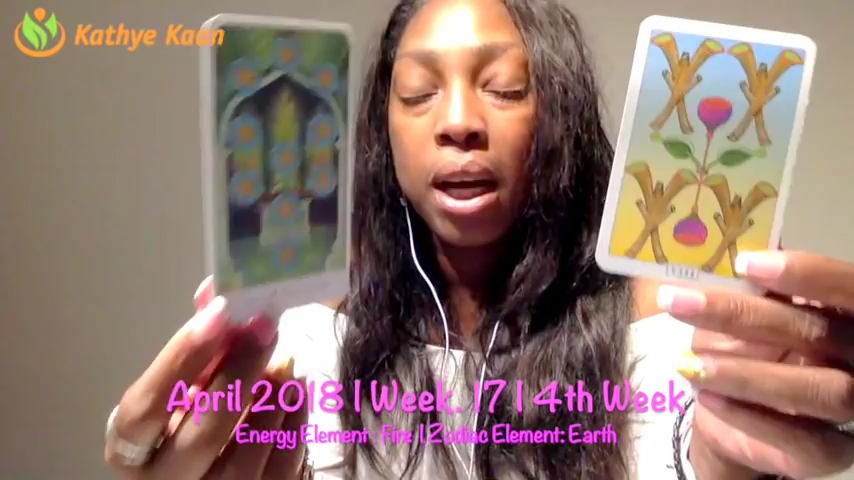 Kathye Kaan
April 2018 | Week. 17 | 4th Week
Energy Element Fire | Zodiac Element: Earth